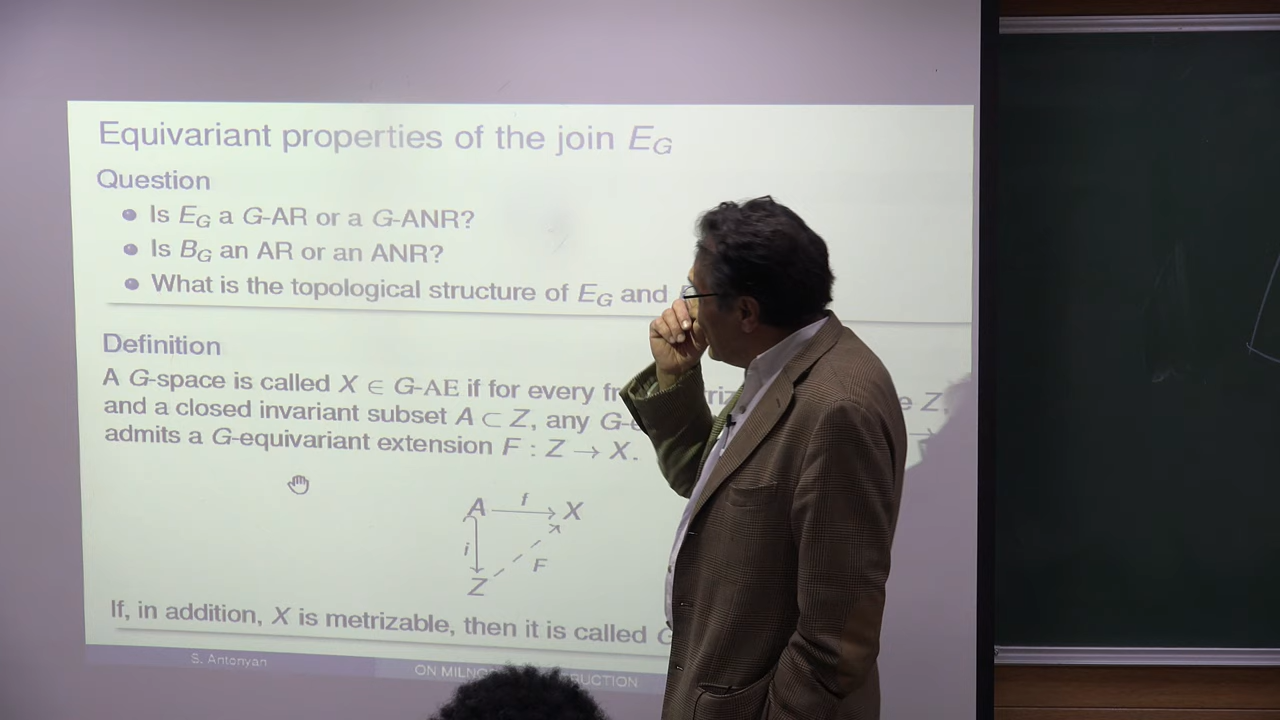 Equivariant properties of the join E_G
Question
Is E_G a G-AR or a G-ANR?
Is B_G an AR or an ANR?
What is the topological structure of E_G and
Definition
A G-space is called X ∈ G-AE if for every Z,
and a closed invariant subset A ⊂ Z, any →
admits a G-equivariant extension F : Z → X.
A f X
i
F
Z
If, in addition, X is metrizable, then it is called
S. Antonyan
ON